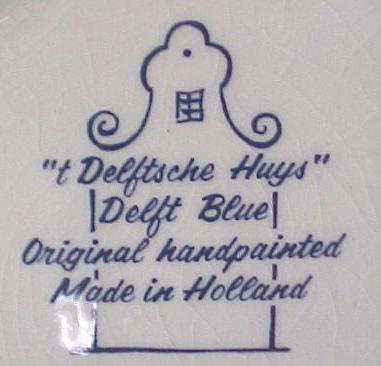 "t Delftsche Huys"
Delft Blue
Original handpainted
Made in Holland